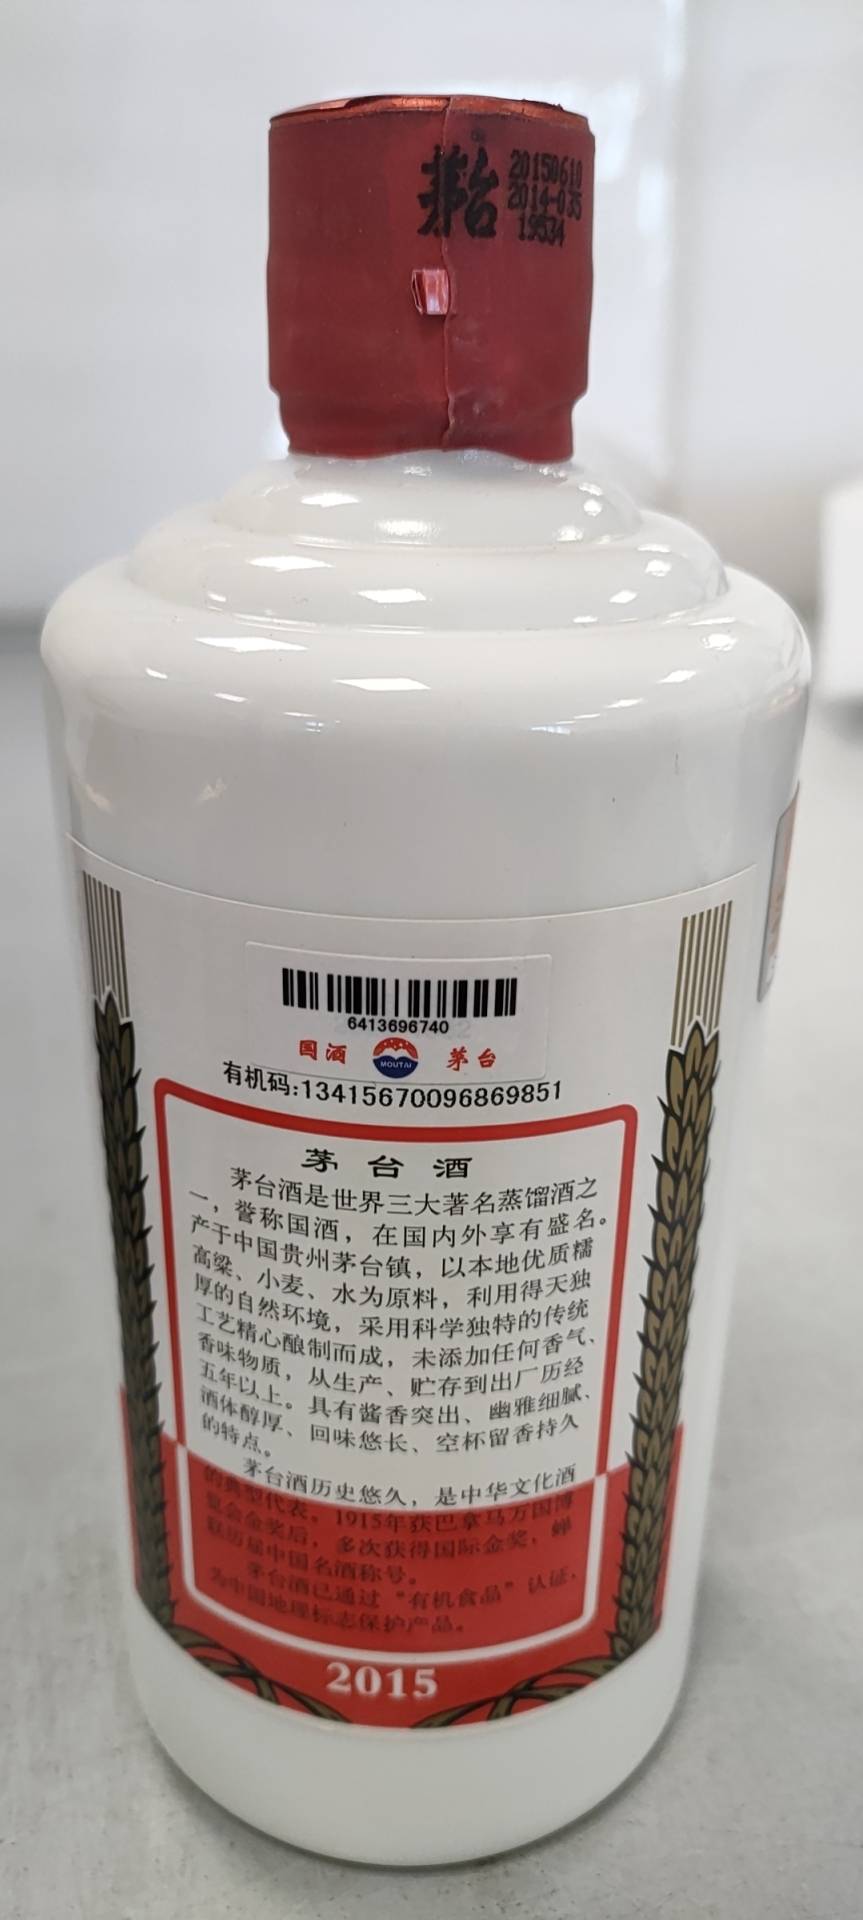 茅台
20150610
2014-035
19534
6413696740
国酒
MOUTAI
茅台
有机码:13415670096869851
茅台酒
茅台酒是世界三大著名蒸馏酒之
一，誉称国酒，在国内外享有盛名。
产于中国贵州茅台镇，以本地优质糯
高粱、小麦、水为原料，利用得天独
厚的自然环境，采用科学独特的传统
工艺精心酿制而成，未添加任何香气、
香味物质，从生产、贮存到出厂历经
五年以上。具有酱香突出、幽雅细腻、
酒体醇厚、回味悠长、空杯留香持久
的特点。
茅台酒历史悠久，是中华文化酒
的典型代表。1915年获巴拿马万国博
览会金奖后，多次获得国际金奖，蝉
联历届中国名酒称号。
茅台酒已通过“有机食品”认证，
为中国地理标志保护产品。
2015